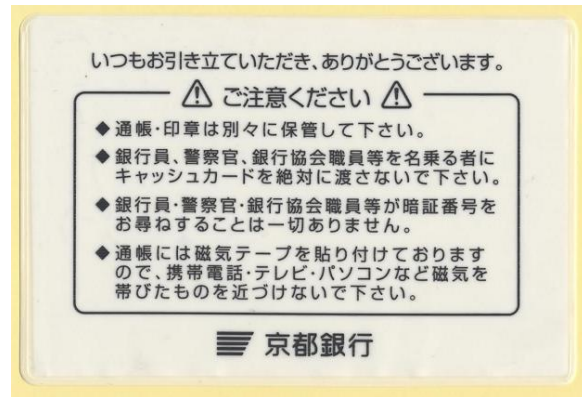 いつもお引き立ていただき、ありがとうございます。
⚠ ご注意ください ⚠
◆通帳・印章は別々に保管して下さい。
◆銀行員、警察官、銀行協会職員等を名乗る者に
キャッシュカードを絶対に渡さないで下さい。
◆銀行員・警察官・銀行協会職員等が暗証番号を
お尋ねすることは一切ありません。
◆通帳には磁気テープを貼り付けております
ので、携帯電話・テレビ・パソコンなど磁気を
帯びたものを近づけないで下さい。
京都銀行